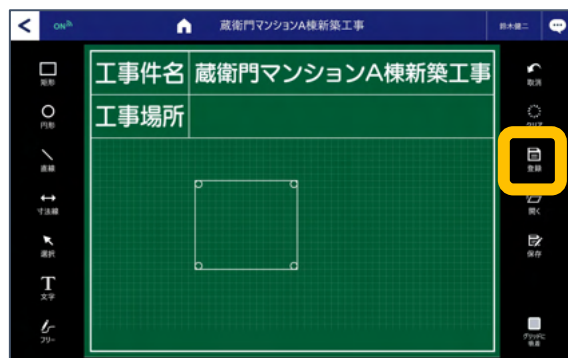 ON
蔵衛門マンションA棟新築工事
鈴木健二
矩形
円形
直線
寸法線
選択
T
文字
フリー
工事件名 蔵衛門マンションA棟新築工事
工事場所
取消
クリア
登録
開く
保存
グリッドに
吸着